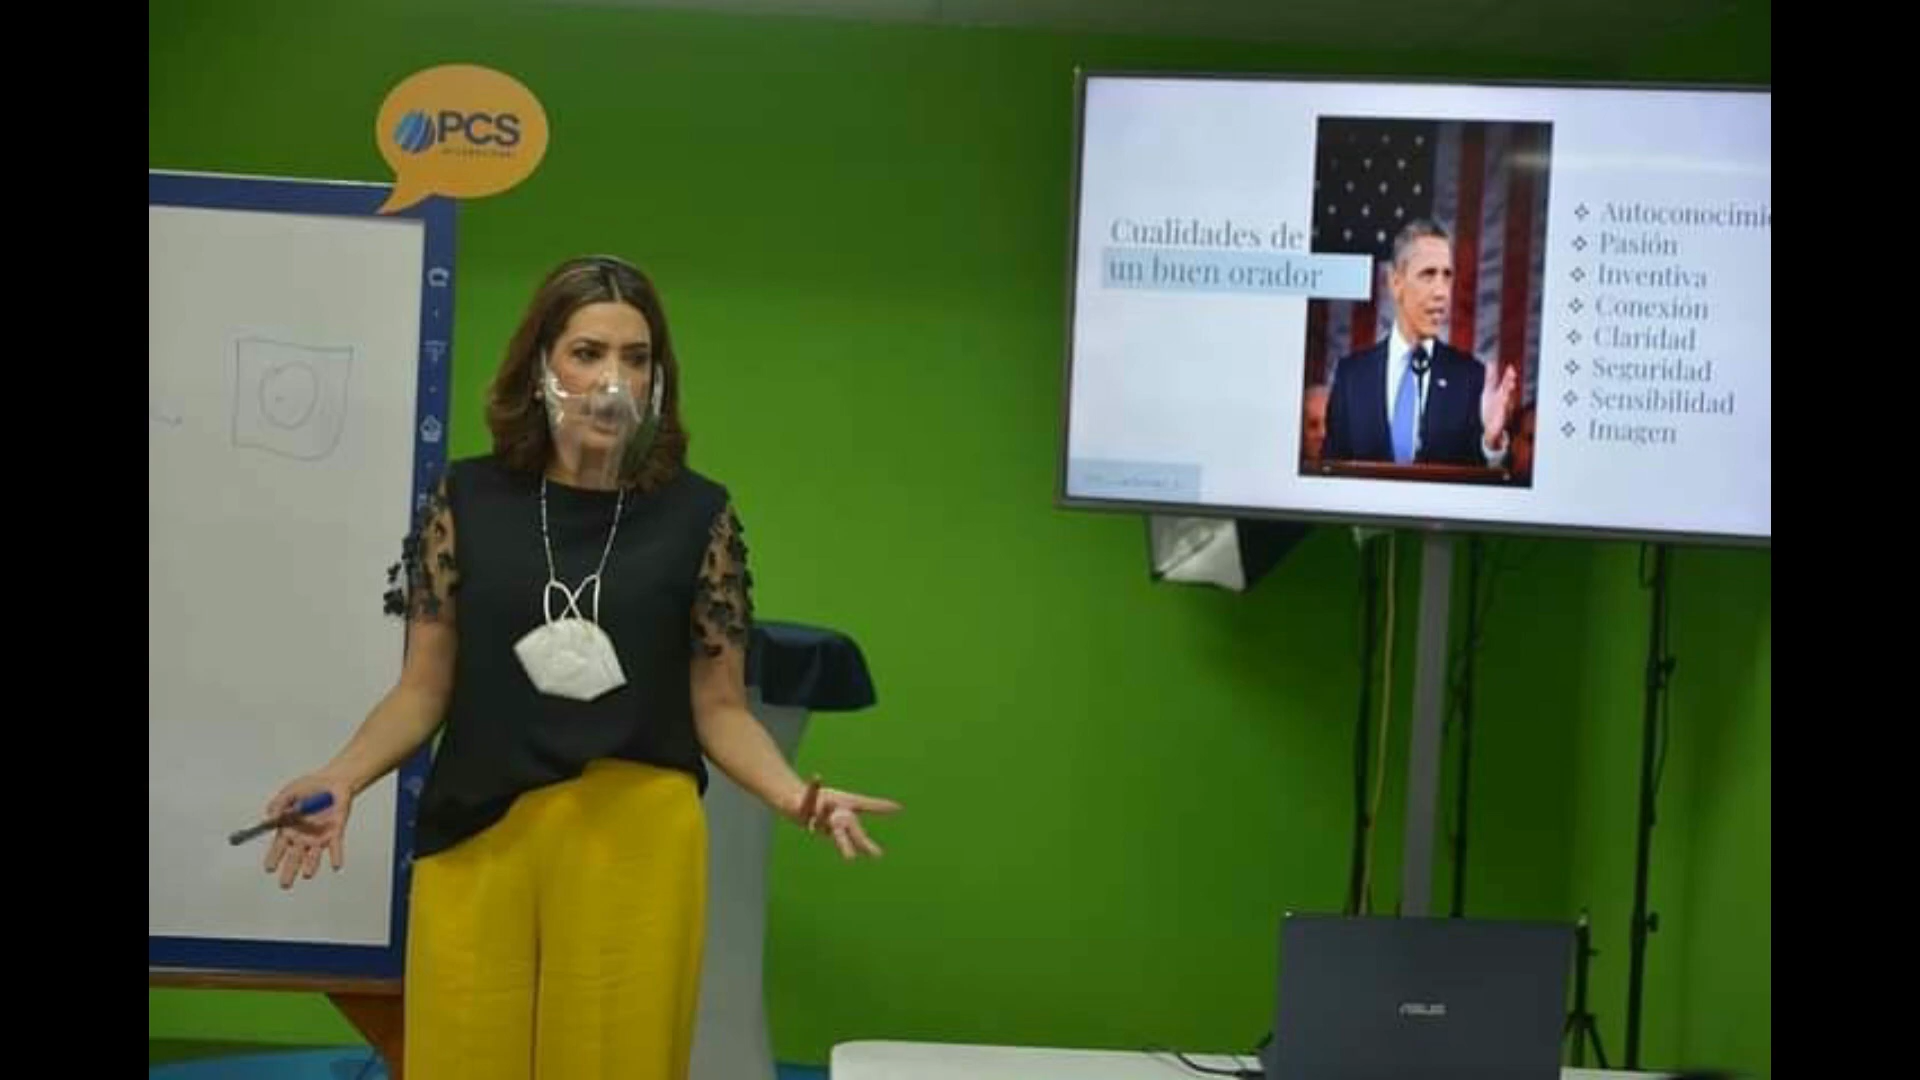 PCS
Cualidades de
un buen orador
Autoconocimi
Pasión
Inventiva
Conexión
Claridad
Seguridad
Sensibilidad
Imagen
ASUS